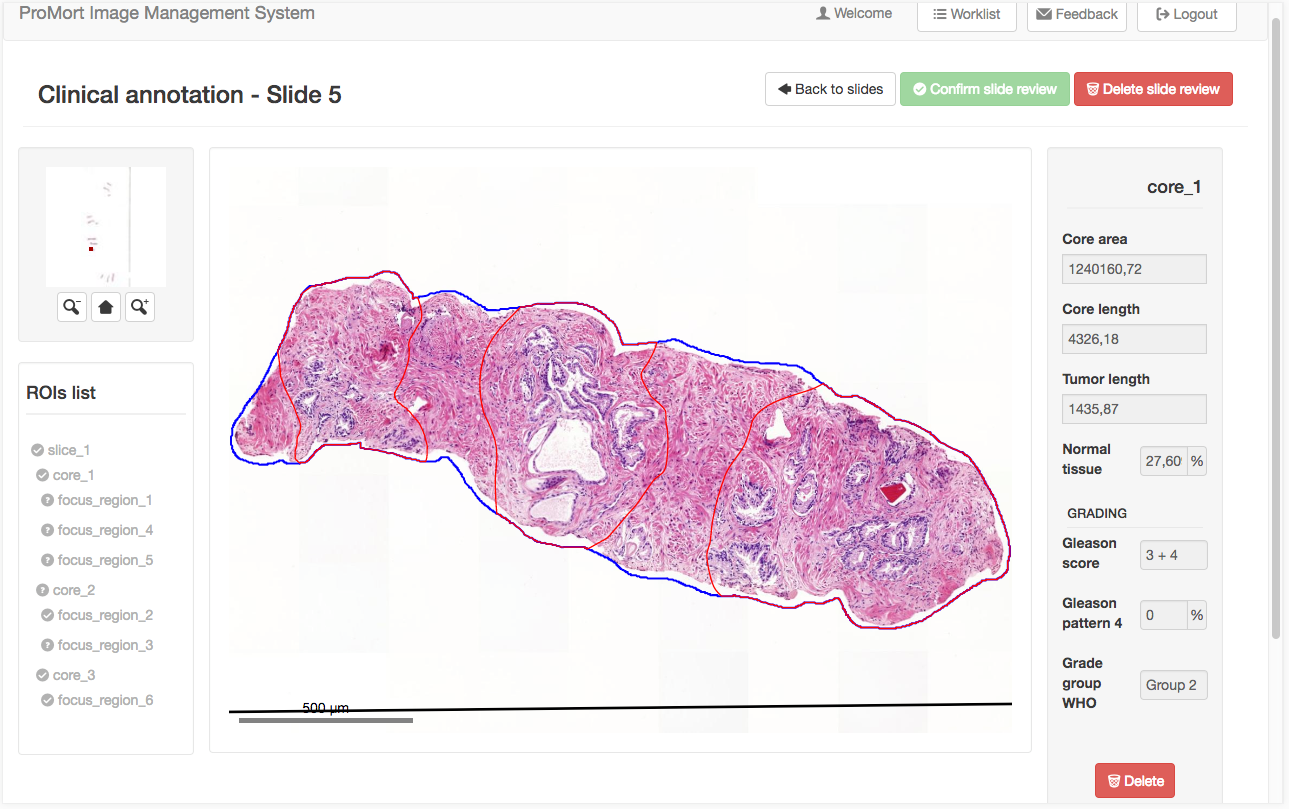 ProMort Image Management System
Welcome
Worklist
Feedback
Logout
Clinical annotation - Slide 5
Back to slides
Confirm slide review
Delete slide review
ROIs list
slice_1
core_1
focus_region_1
focus_region_4
focus_region_5
core_2
focus_region_2
focus_region_3
core_3
focus_region_6
500 μm
core_1
Core area
1240160,72
Core length
4326,18
Tumor length
1435,87
Normal
tissue
27,60 %
GRADING
Gleason
score
3 + 4
Gleason
pattern 4
0 %
Grade
group
WHO
Group 2
Delete